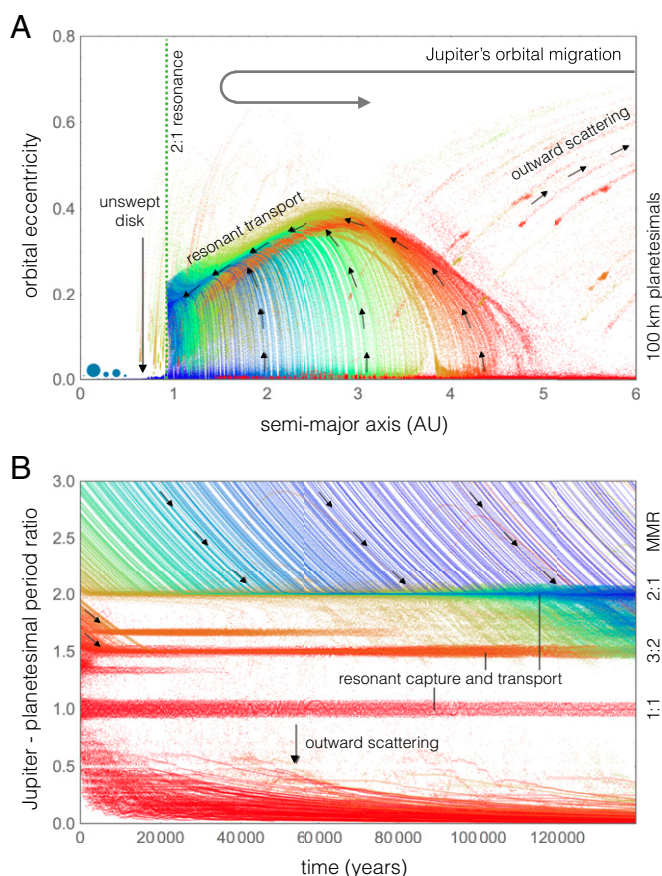 A
0.8
0.6
0.4
0.2
0.0
orbital eccentricity
2:1 resonance
Jupiter's orbital migration
unswept
disk
resonant transport
outward scattering
100 km planetesimals
1
2
3
4
5
6
semi-major axis (AU)
B
3.0
2.5
2.0
1.5
1.0
0.5
0.0
Jupiter - planetesimal period ratio
resonant capture and transport
outward scattering
MMR
2:1
3:2
1:1
0
20 000
40 000
60 000
80 000
100 000
120 000
time (years)